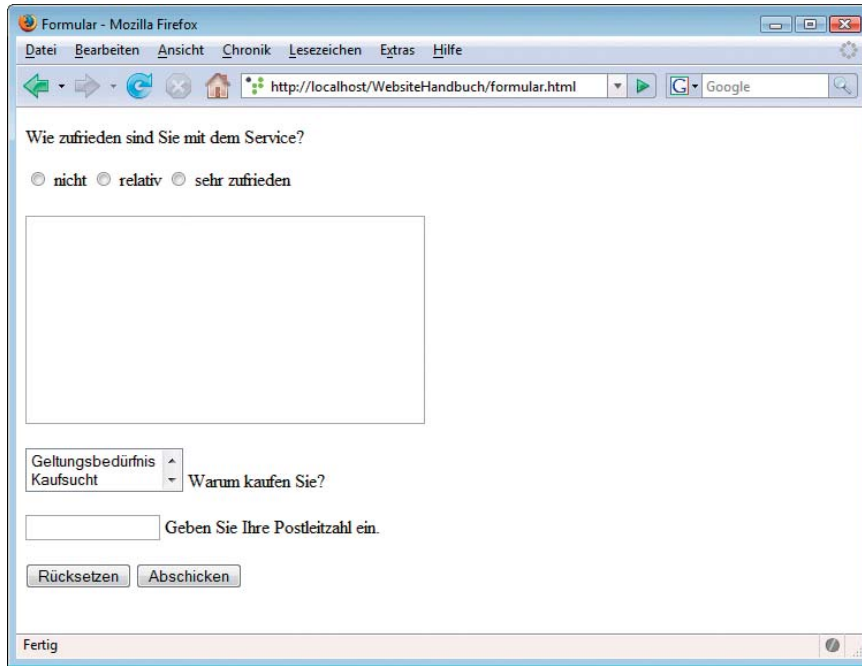 Formular - Mozilla Firefox
Datei Bearbeiten Ansicht Chronik Lesezeichen Extras Hilfe
http://localhost/WebsiteHandbuch/formular.html G Google
Wie zufrieden sind Sie mit dem Service?
nicht relativ sehr zufrieden
Geltungsbedürfnis
Kaufsucht Warum kaufen Sie?
Geben Sie Ihre Postleitzahl ein.
Rücksetzen Abschicken
Fertig